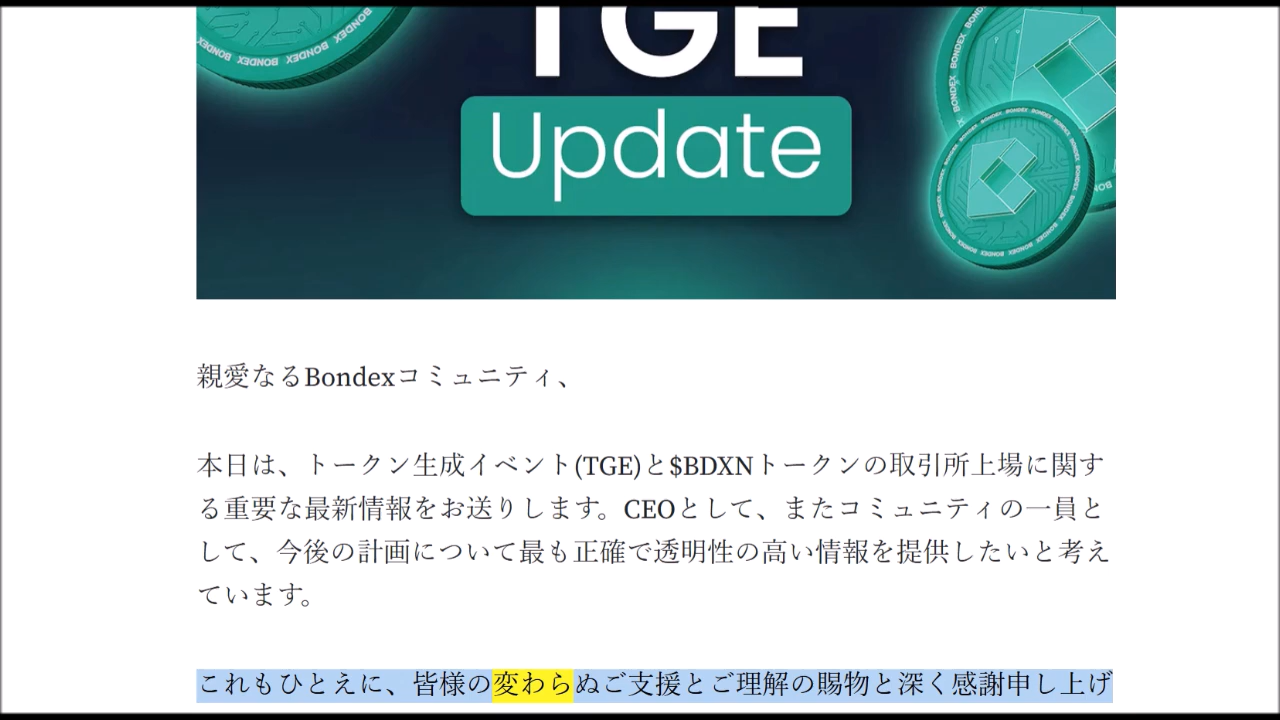 TGE
Update
BONDEX BONDEX BONDEX BONDEX
BONDEX BONDEX
親愛なるBondexコミュニティ、
本日は、トークン生成イベント(TGE)と$BDXNトークンの取引所上場に関す
る重要な最新情報をお送りします。CEOとして、またコミュニティの一員と
して、今後の計画について最も正確で透明性の高い情報を提供したいと考え
ています。
これもひとえに、皆様の変わらぬご支援とご理解の賜物と深く感謝申し上げ